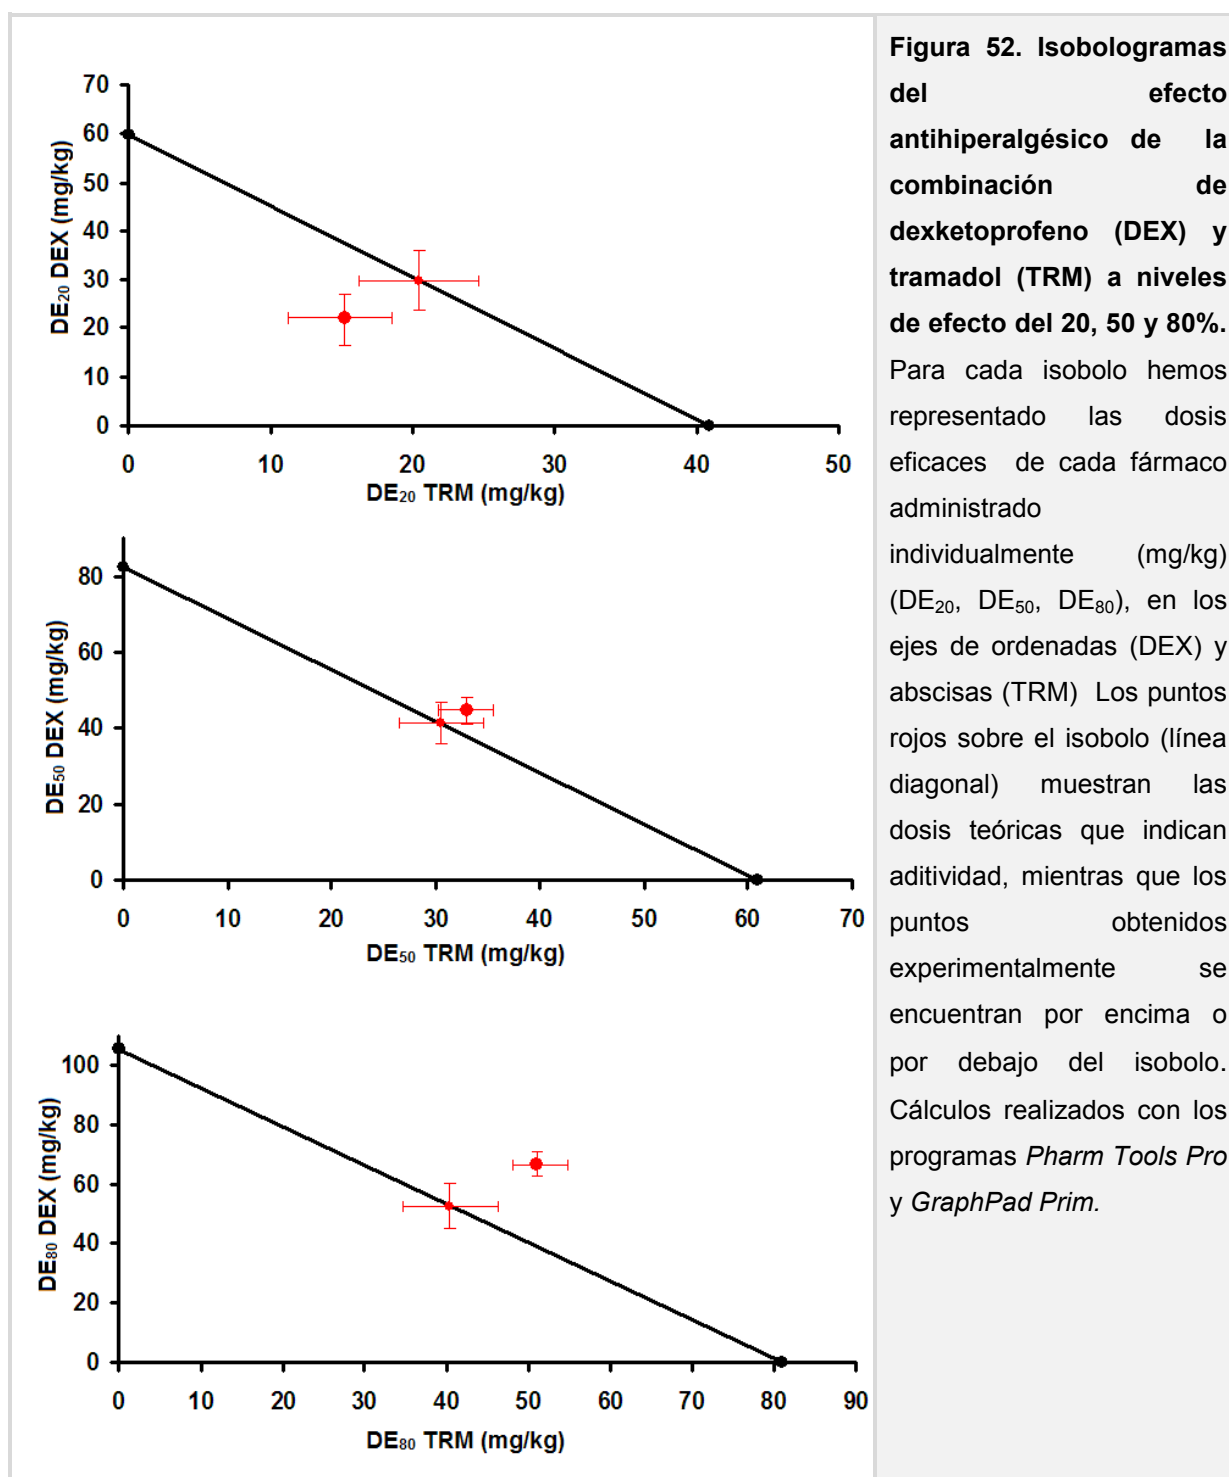 70
60
50
40
30
20
10
0
DE20 DEX (mg/kg)
0 10 20 30 40 50
DE20 TRM (mg/kg)
80
60
40
20
0
DE50 DEX (mg/kg)
0 10 20 30 40 50 60 70
DE50 TRM (mg/kg)
100
80
60
40
20
0
DE80 DEX (mg/kg)
0 10 20 30 40 50 60 70 80 90
DE80 TRM (mg/kg)
Figura 52. Isobologramas
del efecto
antihiperalgésico de la
combinación de
dexketoprofeno (DEX) y
tramadol (TRM) a niveles
de efecto del 20, 50 y 80%.
Para cada isobolo hemos
representado las dosis
eficaces de cada fármaco
administrado
individualmente (mg/kg)
(DE20, DE50, DE80), en los
ejes de ordenadas (DEX) y
abscisas (TRM) Los puntos
rojos sobre el isobolo (línea
diagonal) muestran las
dosis teóricas que indican
aditividad, mientras que los
puntos obtenidos
experimentalmente se
encuentran por encima o
por debajo del isobolo.
Cálculos realizados con los
programas Pharm Tools Pro
y GraphPad Prim.